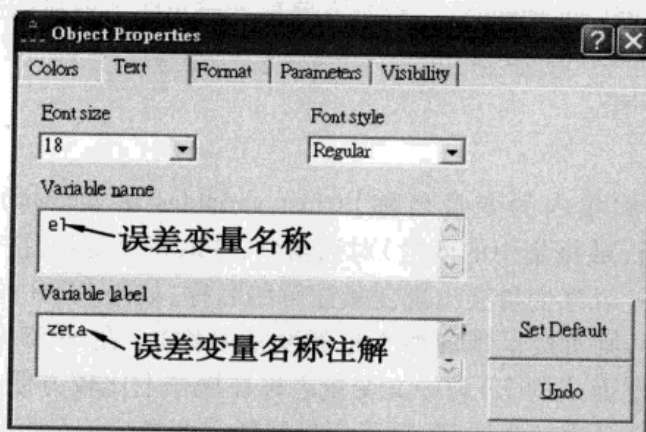 Object Properties
Colors Text Format Parameters Visibility
Font size Font style
18 Regular
Variable name
e1 误差变量名称
Variable label
zeta 误差变量名称注解
Set Default
Undo